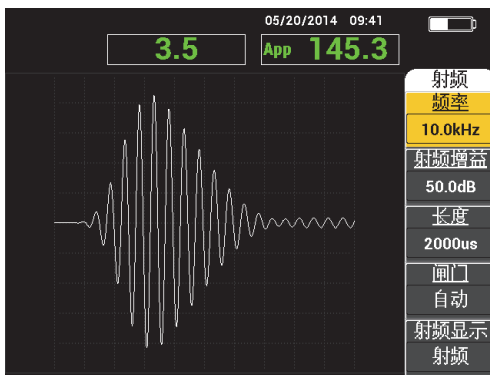 05/20/2014 09:41
3.5
App 145.3
射频
频率
10.0kHz
射频增益
50.0dB
长度
2000us
闸门
自动
射频显示
射频